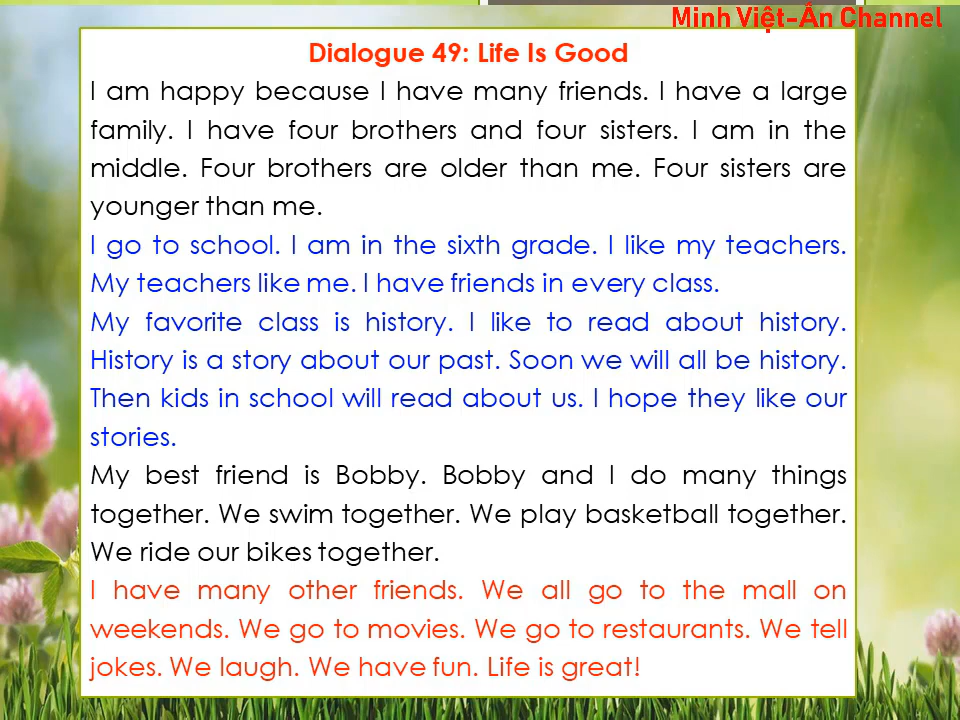 Minh Việt-Ấn Channel
Dialogue 49: Life Is Good
I am happy because I have many friends. I have a large
family. I have four brothers and four sisters. I am in the
middle. Four brothers are older than me. Four sisters are
younger than me.
I go to school. I am in the sixth grade. I like my teachers.
My teachers like me. I have friends in every class.
My favorite class is history. I like to read about history.
History is a story about our past. Soon we will all be history.
Then kids in school will read about us. I hope they like our
stories.
My best friend is Bobby. Bobby and I do many things
together. We swim together. We play basketball together.
We ride our bikes together.
I have many other friends. We all go to the mall on
weekends. We go to movies. We go to restaurants. We tell
jokes. We laugh. We have fun. Life is great!